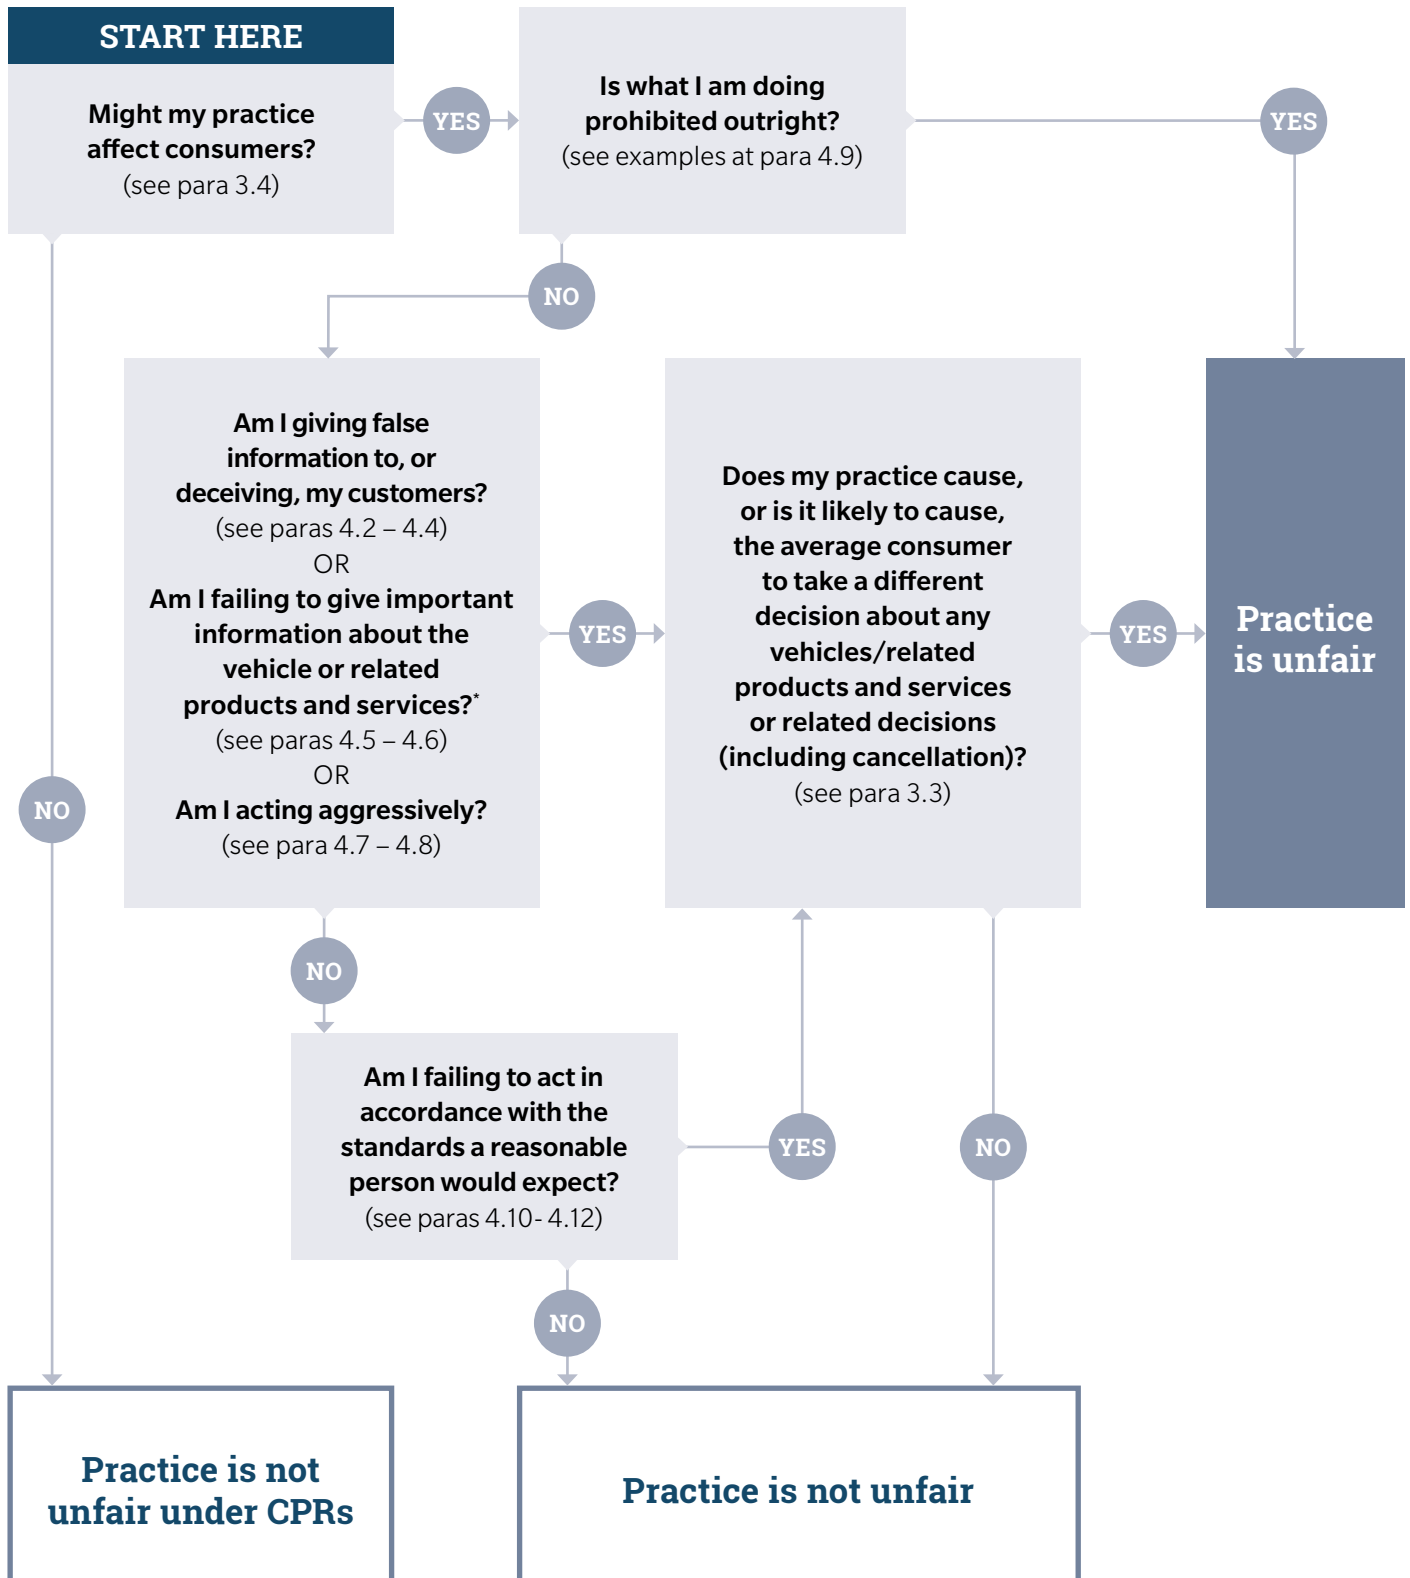 START HERE
Might my practice
affect consumers?
(see para 3.4)
YES
Is what I am doing
prohibited outright?
(see examples at para 4.9)
YES
NO
Am I giving false
information to, or
deceiving, my customers?
(see paras 4.2 – 4.4)
OR
Am I failing to give important
information about the
vehicle or related
products and services?*
(see paras 4.5 – 4.6)
OR
Am I acting aggressively?
(see para 4.7 – 4.8)
YES
Does my practice cause,
or is it likely to cause,
the average consumer
to take a different
decision about any
vehicles/related
products and services
or related decisions
(including cancellation)?
(see para 3.3)
YES
Practice
is unfair
NO
NO
Am I failing to act in
accordance with the
standards a reasonable
person would expect?
(see paras 4.10- 4.12)
YES
NO
NO
Practice is not
unfair under CPRs
Practice is not unfair